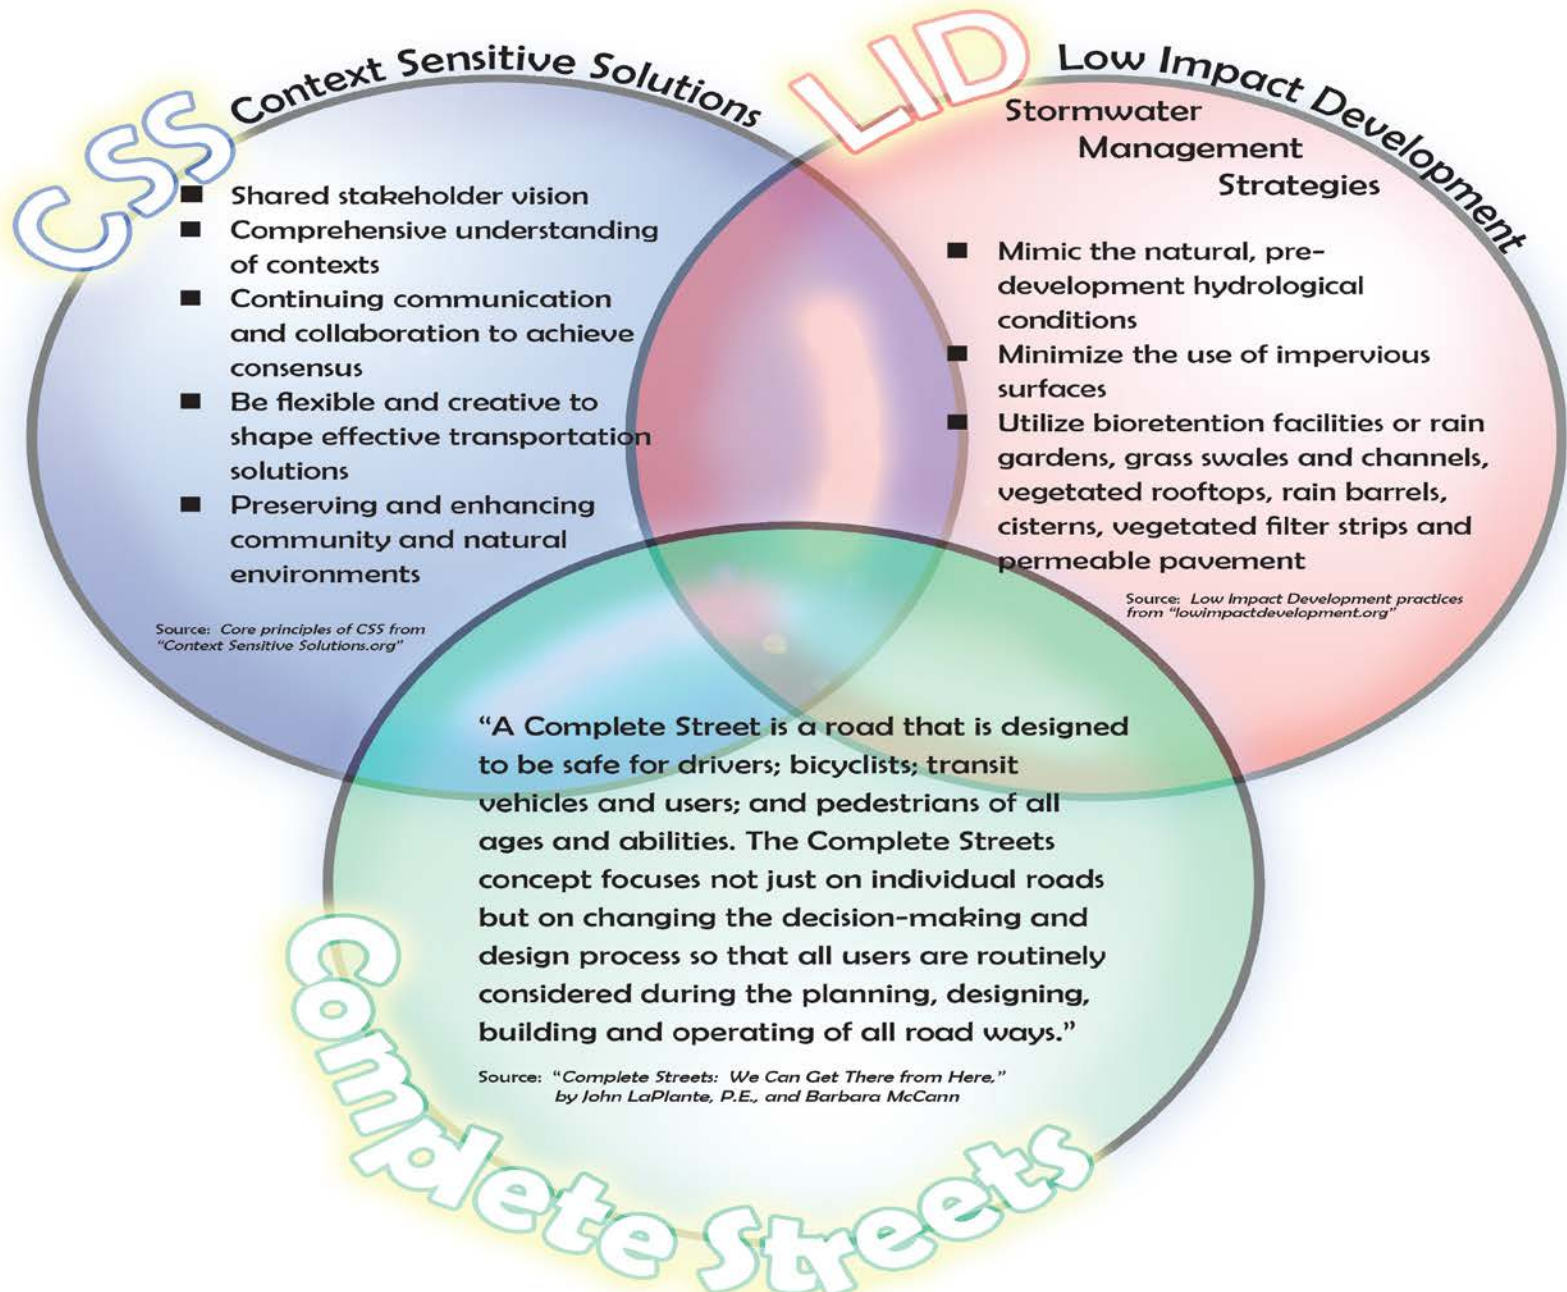 CSS
Context Sensitive Solutions
■ Shared stakeholder vision
■ Comprehensive understanding
of contexts
■ Continuing communication
and collaboration to achieve
consensus
■ Be flexible and creative to
shape effective transportation
solutions
■ Preserving and enhancing
community and natural
environments
Source: Core principles of CSS from
"Context Sensitive Solutions.org"
LID
Low Impact Development
Stormwater
Management
Strategies
■ Mimic the natural, pre-
development hydrological
conditions
■ Minimize the use of impervious
surfaces
■ Utilize bioretention facilities or rain
gardens, grass swales and channels,
vegetated rooftops, rain barrels,
cisterns, vegetated filter strips and
permeable pavement
Source: Low Impact Development practices
from "lowimpactdevelopment.org"
“A Complete Street is a road that is designed
to be safe for drivers; bicyclists; transit
vehicles and users; and pedestrians of all
ages and abilities. The Complete Streets
concept focuses not just on individual roads
but on changing the decision-making and
design process so that all users are routinely
considered during the planning, designing,
building and operating of all road ways.”
Source: “Complete Streets: We Can Get There from Here,”
by John LaPlante, P.E., and Barbara McCann
Complete Streets